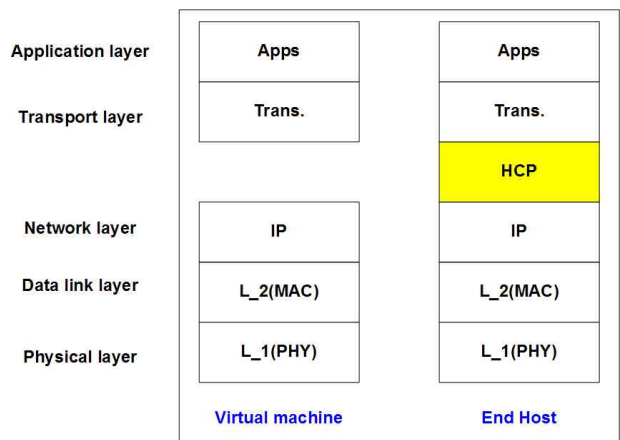 Application layer
Apps
Apps
Transport layer
Trans.
Trans.
HCP
Network layer
IP
IP
Data link layer
L_2(MAC)
L_2(MAC)
Physical layer
L_1(PHY)
L_1(PHY)
Virtual machine
End Host